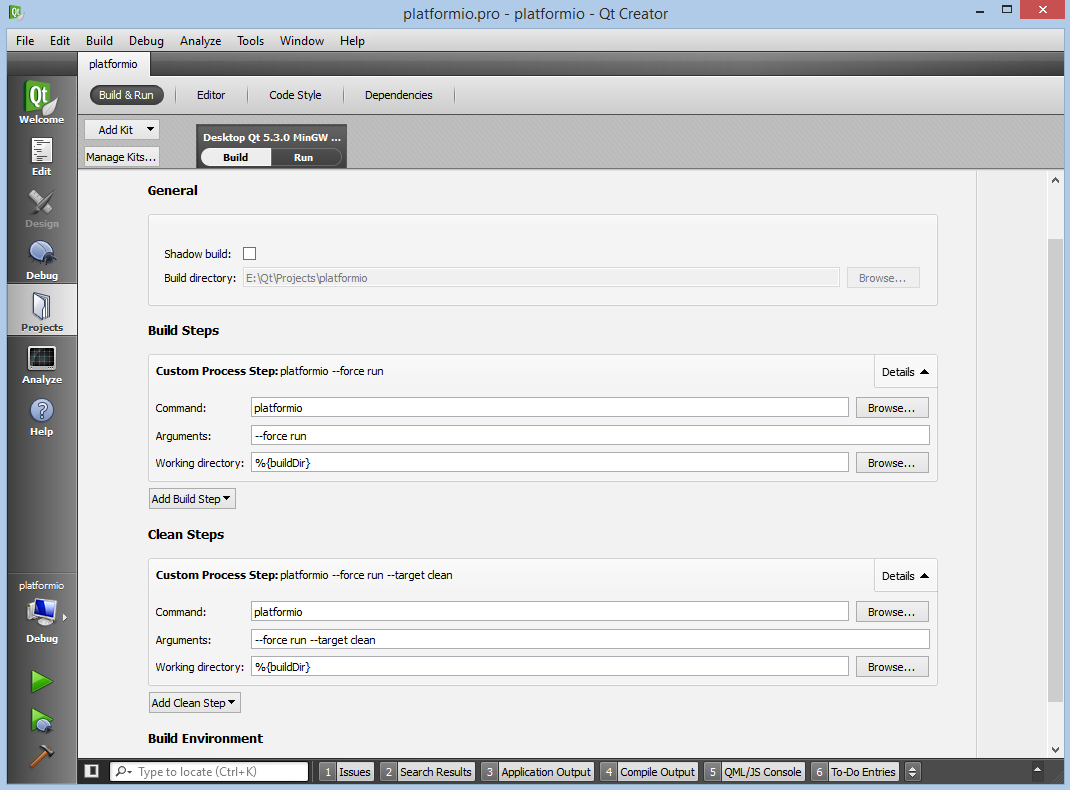 platformio.pro - platformio - Qt Creator
File Edit Build Debug Analyze Tools Window Help
platformio
Qt
Welcome
Edit
Design
Debug
Projects
Analyze
?
Help
platformio
Debug
Build & Run Editor Code Style Dependencies
Add Kit
Manage Kits...
Desktop Qt 5.3.0 MinGW ...
Build Run
General
Shadow build:
Build directory: E:\Qt\Projects\platformio Browse...
Build Steps
Custom Process Step: platformio --force run Details
Command: platformio Browse...
Arguments: --force run
Working directory: %{buildDir} Browse...
Add Build Step
Clean Steps
Custom Process Step: platformio --force run --target clean Details
Command: platformio Browse...
Arguments: --force run --target clean
Working directory: %{buildDir} Browse...
Add Clean Step
Build Environment
Type to locate (Ctrl+K) 1 Issues 2 Search Results 3 Application Output 4 Compile Output 5 QML/JS Console 6 To-Do Entries